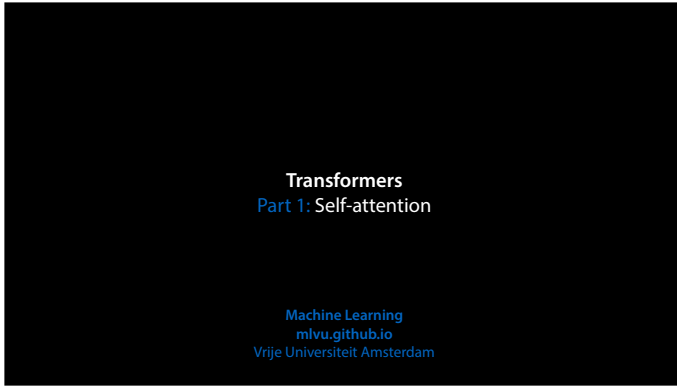 Transformers
Part 1: Self-attention
Machine Learning
mlvu.github.io
Vrije Universiteit Amsterdam